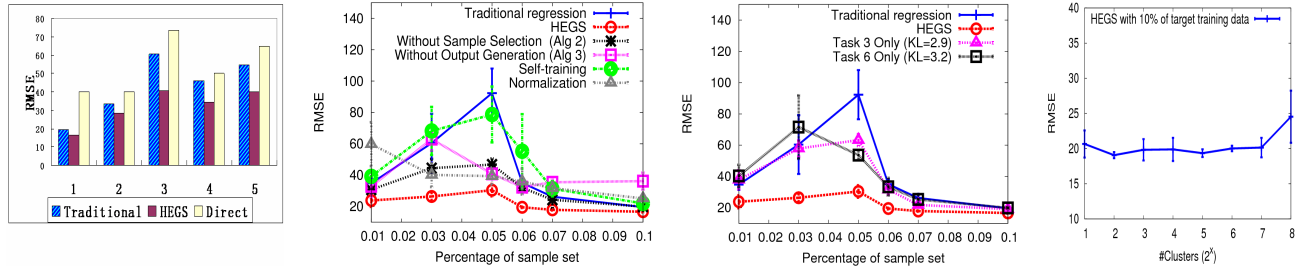 80
70
60
50
40
30
20
10
0
RMSE
1 2 3 4 5
Traditional HEGS Direct
140
120
100
80
60
40
20
RMSE
Traditional regression
HEGS
Without Sample Selection (Alg 2)
Without Output Generation (Alg 3)
Self-training
Normalization
0.01 0.02 0.03 0.04 0.05 0.06 0.07 0.08 0.09 0.1
Percentage of sample set
140
120
100
80
60
40
20
RMSE
Traditional regression
HEGS
Task 3 Only (KL=2.9)
Task 6 Only (KL=3.2)
0.01 0.02 0.03 0.04 0.05 0.06 0.07 0.08 0.09 0.1
Percentage of sample set
40
35
30
25
20
15
10
RMSE
HEGS with 10% of target training data
1 2 3 4 5 6 7 8
#Clusters (2^x)